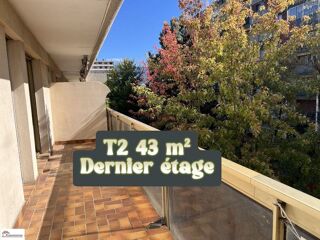 T2 43 m²
Dernier étage